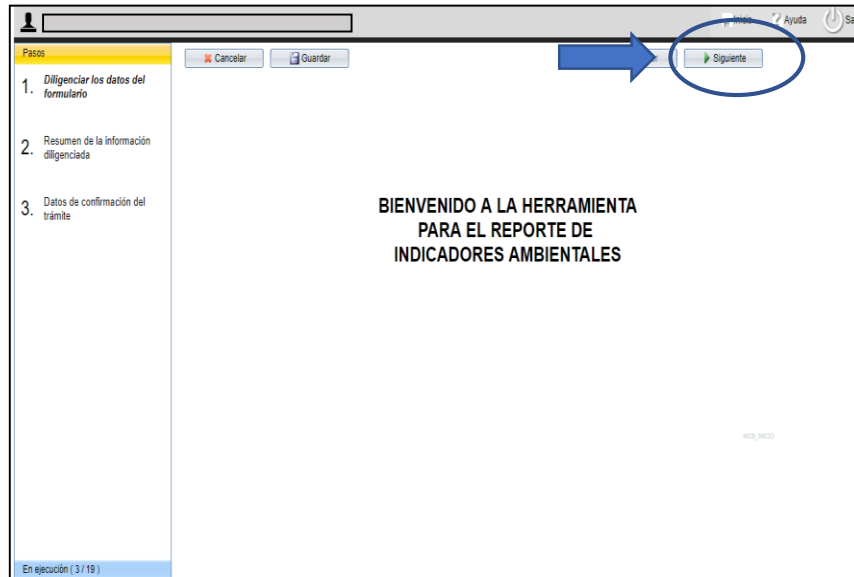 Inicio
Ayuda
Sa
Pasos
Cancelar
Guardar
Siguiente
1. Diligenciar los datos del
formulario
2. Resumen de la información
diligenciada
3. Datos de confirmación del
trámite
BIENVENIDO A LA HERRAMIENTA
PARA EL REPORTE DE
INDICADORES AMBIENTALES
WEB_INICIO
En ejecución ( 3 / 19 )